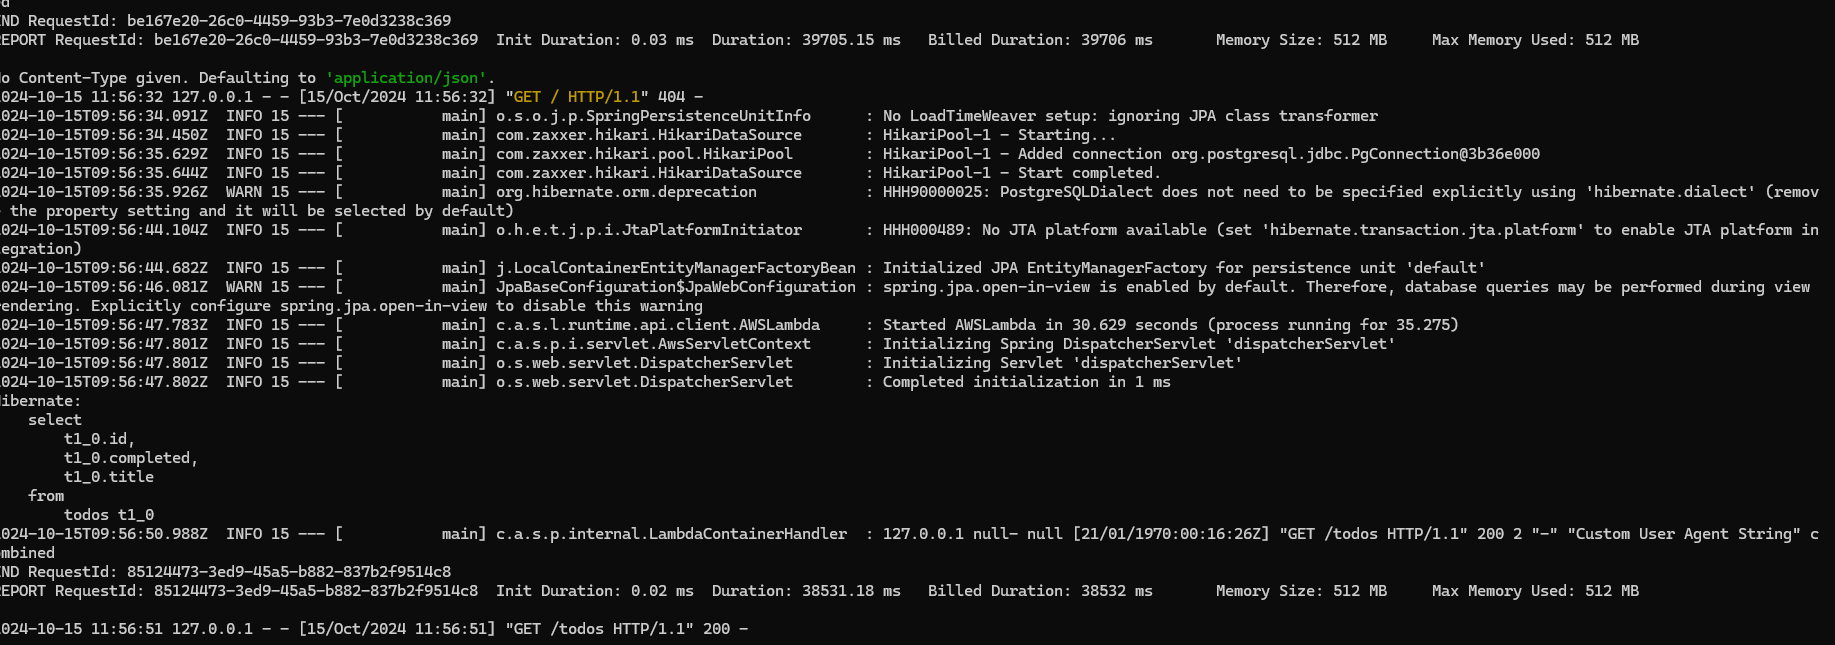 d
ND RequestId: be167e20-26c0-4459-93b3-7e0d3238c369
EPORT RequestId: be167e20-26c0-4459-93b3-7e0d3238c369  Init Duration: 0.03 ms  Duration: 39705.15 ms   Billed Duration: 39706 ms       Memory Size: 512 MB     Max Memory Used: 512 MB
o Content-Type given. Defaulting to 'application/json'.
024-10-15 11:56:32 127.0.0.1 - - [15/Oct/2024 11:56:32] "GET / HTTP/1.1" 404 -
024-10-15T09:56:34.091Z  INFO 15 --- [           main] o.s.o.j.p.SpringPersistenceUnitInfo      : No LoadTimeWeaver setup: ignoring JPA class transformer
024-10-15T09:56:34.450Z  INFO 15 --- [           main] com.zaxxer.hikari.HikariDataSource       : HikariPool-1 - Starting...
024-10-15T09:56:35.629Z  INFO 15 --- [           main] com.zaxxer.hikari.pool.HikariPool        : HikariPool-1 - Added connection org.postgresql.jdbc.PgConnection@3b36e000
024-10-15T09:56:35.644Z  INFO 15 --- [           main] com.zaxxer.hikari.HikariDataSource       : HikariPool-1 - Start completed.
024-10-15T09:56:35.926Z  WARN 15 --- [           main] org.hibernate.orm.deprecation            : HHH90000025: PostgreSQLDialect does not need to be specified explicitly using 'hibernate.dialect' (remov
the property setting and it will be selected by default)
024-10-15T09:56:44.104Z  INFO 15 --- [           main] o.h.e.t.j.p.i.JtaPlatformInitiator       : HHH000489: No JTA platform available (set 'hibernate.transaction.jta.platform' to enable JTA platform in
egration)
024-10-15T09:56:44.682Z  INFO 15 --- [           main] j.LocalContainerEntityManagerFactoryBean : Initialized JPA EntityManagerFactory for persistence unit 'default'
024-10-15T09:56:46.081Z  WARN 15 --- [           main] JpaBaseConfiguration$JpaWebConfiguration : spring.jpa.open-in-view is enabled by default. Therefore, database queries may be performed during view
rendering. Explicitly configure spring.jpa.open-in-view to disable this warning
024-10-15T09:56:47.783Z  INFO 15 --- [           main] c.a.s.l.runtime.api.client.AWSLambda     : Started AWSLambda in 30.629 seconds (process running for 35.275)
024-10-15T09:56:47.801Z  INFO 15 --- [           main] c.a.s.p.i.servlet.AwsServletContext      : Initializing Spring DispatcherServlet 'dispatcherServlet'
024-10-15T09:56:47.801Z  INFO 15 --- [           main] o.s.web.servlet.DispatcherServlet        : Initializing Servlet 'dispatcherServlet'
024-10-15T09:56:47.802Z  INFO 15 --- [           main] o.s.web.servlet.DispatcherServlet        : Completed initialization in 1 ms
ibernate:
    select
        t1_0.id,
        t1_0.completed,
        t1_0.title
    from
        todos t1_0
024-10-15T09:56:50.988Z  INFO 15 --- [           main] c.a.s.p.internal.LambdaContainerHandler  : 127.0.0.1 null- null [21/01/1970:00:16:26Z] "GET /todos HTTP/1.1" 200 2 "-" "Custom User Agent String" c
ombined
ND RequestId: 85124473-3ed9-45a5-b882-837b2f9514c8
EPORT RequestId: 85124473-3ed9-45a5-b882-837b2f9514c8  Init Duration: 0.02 ms  Duration: 38531.18 ms   Billed Duration: 38532 ms       Memory Size: 512 MB     Max Memory Used: 512 MB
024-10-15 11:56:51 127.0.0.1 - - [15/Oct/2024 11:56:51] "GET /todos HTTP/1.1" 200 -